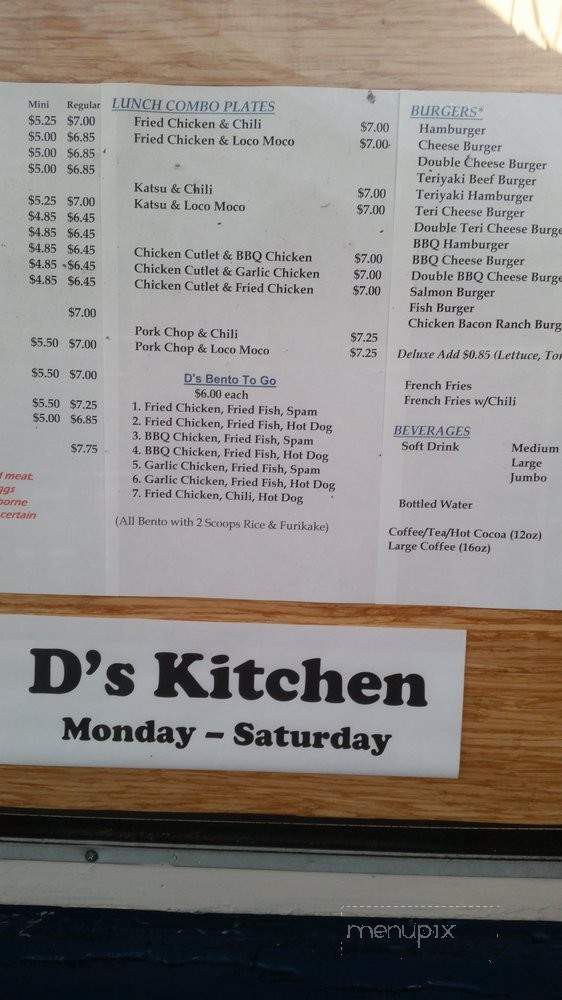 Mini Regular
$5.25 $7.00
$5.00 $6.85
$5.00 $6.85
$5.00 $6.85
$5.25 $7.00
$4.85 $6.45
$4.85 $6.45
$4.85 $6.45
$4.85 $6.45
$4.85 $6.45
$7.00
$5.50 $7.00
$5.50 $7.00
$5.50 $7.25
$5.00 $6.85
$7.75
meat.
LUNCH COMBO PLATES
Fried Chicken & Chili $7.00
Fried Chicken & Loco Moco $7.00
Katsu & Chili $7.00
Katsu & Loco Moco $7.00
Chicken Cutlet & BBQ Chicken $7.00
Chicken Cutlet & Garlic Chicken $7.00
Chicken Cutlet & Fried Chicken $7.00
Pork Chop & Chili $7.25
Pork Chop & Loco Moco $7.25
D's Bento To Go
$6.00 each
1. Fried Chicken, Fried Fish, Spam
2. Fried Chicken, Fried Fish, Hot Dog
3. BBQ Chicken, Fried Fish, Spam
4. BBQ Chicken, Fried Fish, Hot Dog
5. Garlic Chicken, Fried Fish, Spam
6. Garlic Chicken, Fried Fish, Hot Dog
7. Fried Chicken, Chili, Hot Dog
(All Bento with 2 Scoops Rice & Furikake)
BURGERS*
Hamburger
Cheese Burger
Double Cheese Burger
Teriyaki Beef Burger
Teriyaki Hamburger
Teri Cheese Burger
Double Teri Cheese Burge
BBQ Hamburger
BBQ Cheese Burger
Double BBQ Cheese Burge
Salmon Burger
Fish Burger
Chicken Bacon Ranch Burg
Deluxe Add $0.85 (Lettuce, Tom
French Fries
French Fries w/Chili
BEVERAGES
Soft Drink Medium
Large
Jumbo
Bottled Water
Coffee/Tea/Hot Cocoa (12oz)
Large Coffee (16oz)
D's Kitchen
Monday – Saturday
menupix